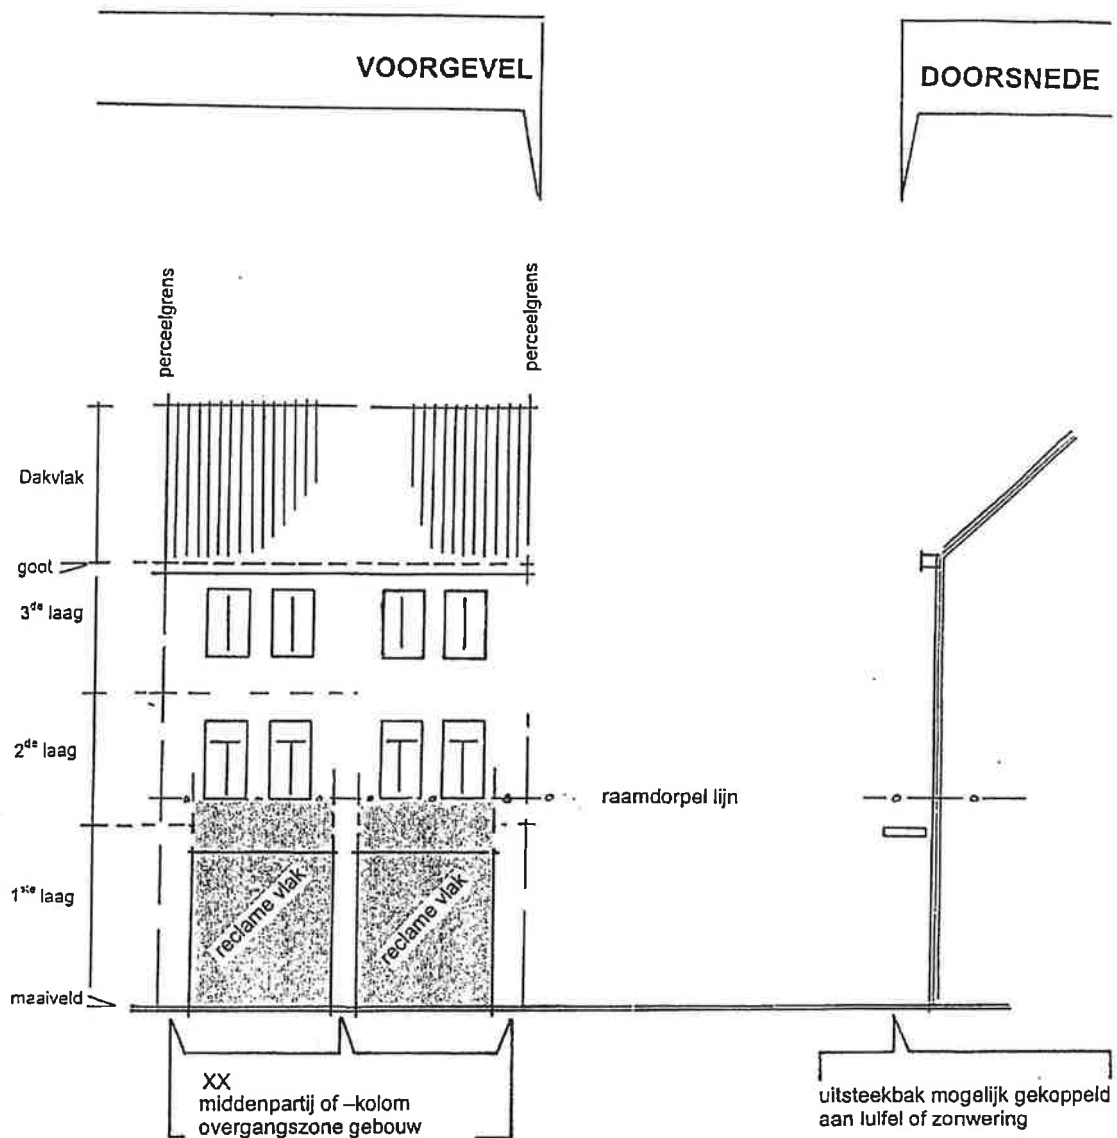 VOORGEVEL
DOORSNEDE
perceelgrens
perceelgrens
Dakvlak
goot
3de laag
2de laag
raamdorpel lijn
1ste laag
reclame vlak
reclame vlak
maaiveld
XX
middenpartij of –kolom
overgangszone gebouw
uitsteekbak mogelijk gekoppeld
aan luifel of zonwering